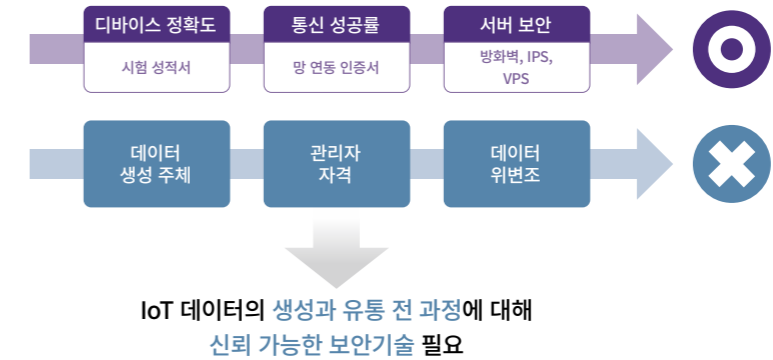 디바이스 정확도
시험 성적서
통신 성공률
망 연동 인증서
서버 보안
방화벽, IPS,
VPS
데이터
생성 주체
관리자
자격
데이터
위변조
IoT 데이터의 생성과 유통 전 과정에 대해
신뢰 가능한 보안기술 필요